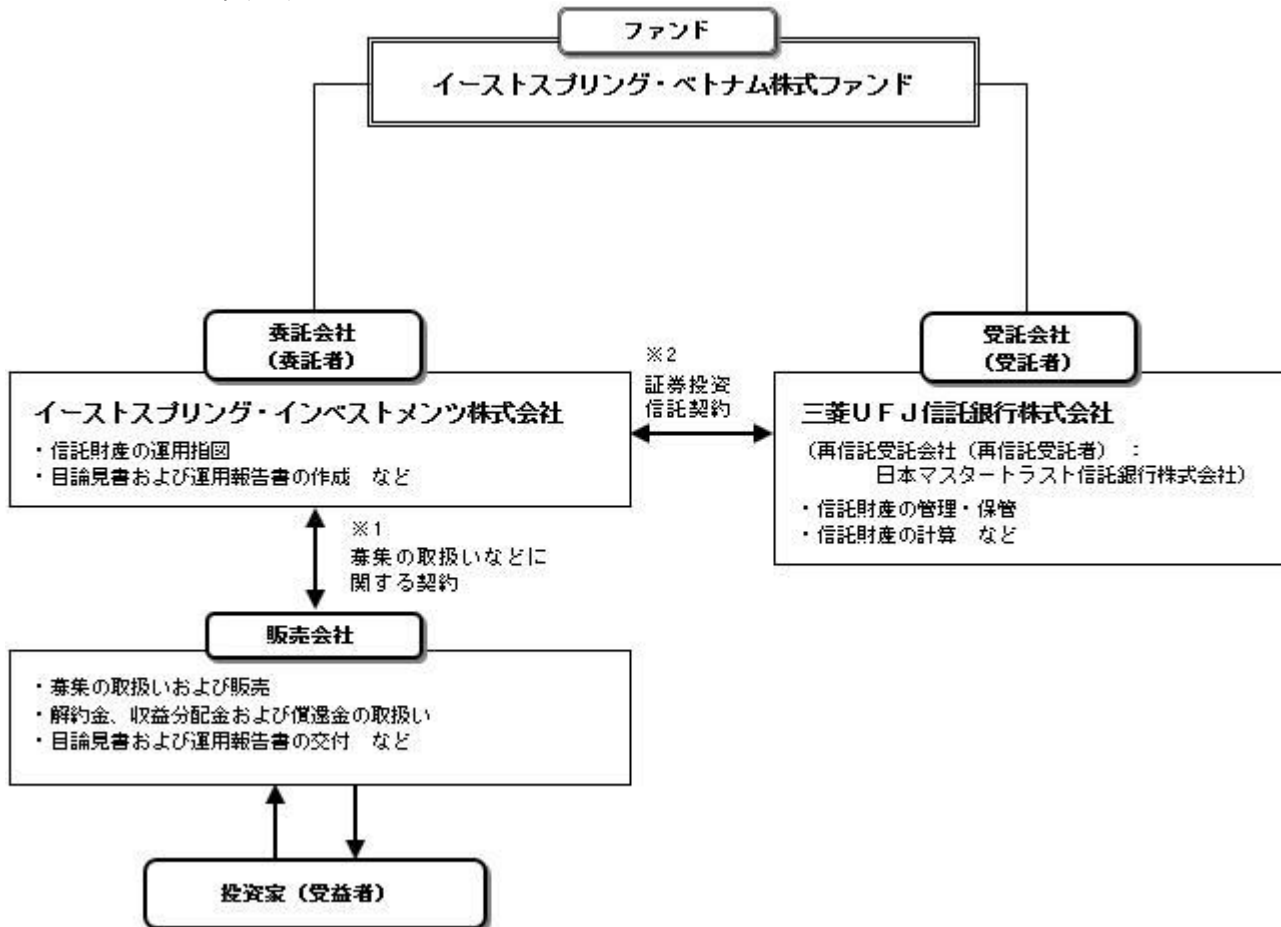 ファンド
イーストスプリング・ベトナム株式ファンド
委託会社
（委託者）
イーストスプリング・インベストメンツ株式会社
・信託財産の運用指図
・目論見書および運用報告書の作成　など
※2
証券投資
信託契約
受託会社
（受託者）
三菱ＵＦＪ信託銀行株式会社
（再信託受託会社（再信託受託者）：
日本マスタートラスト信託銀行株式会社）
・信託財産の管理・保管
・信託財産の計算　など
※1
募集の取扱いなどに
関する契約
販売会社
・募集の取扱いおよび販売
・解約金、収益分配金および償還金の取扱い
・目論見書および運用報告書の交付　など
投資家（受益者）